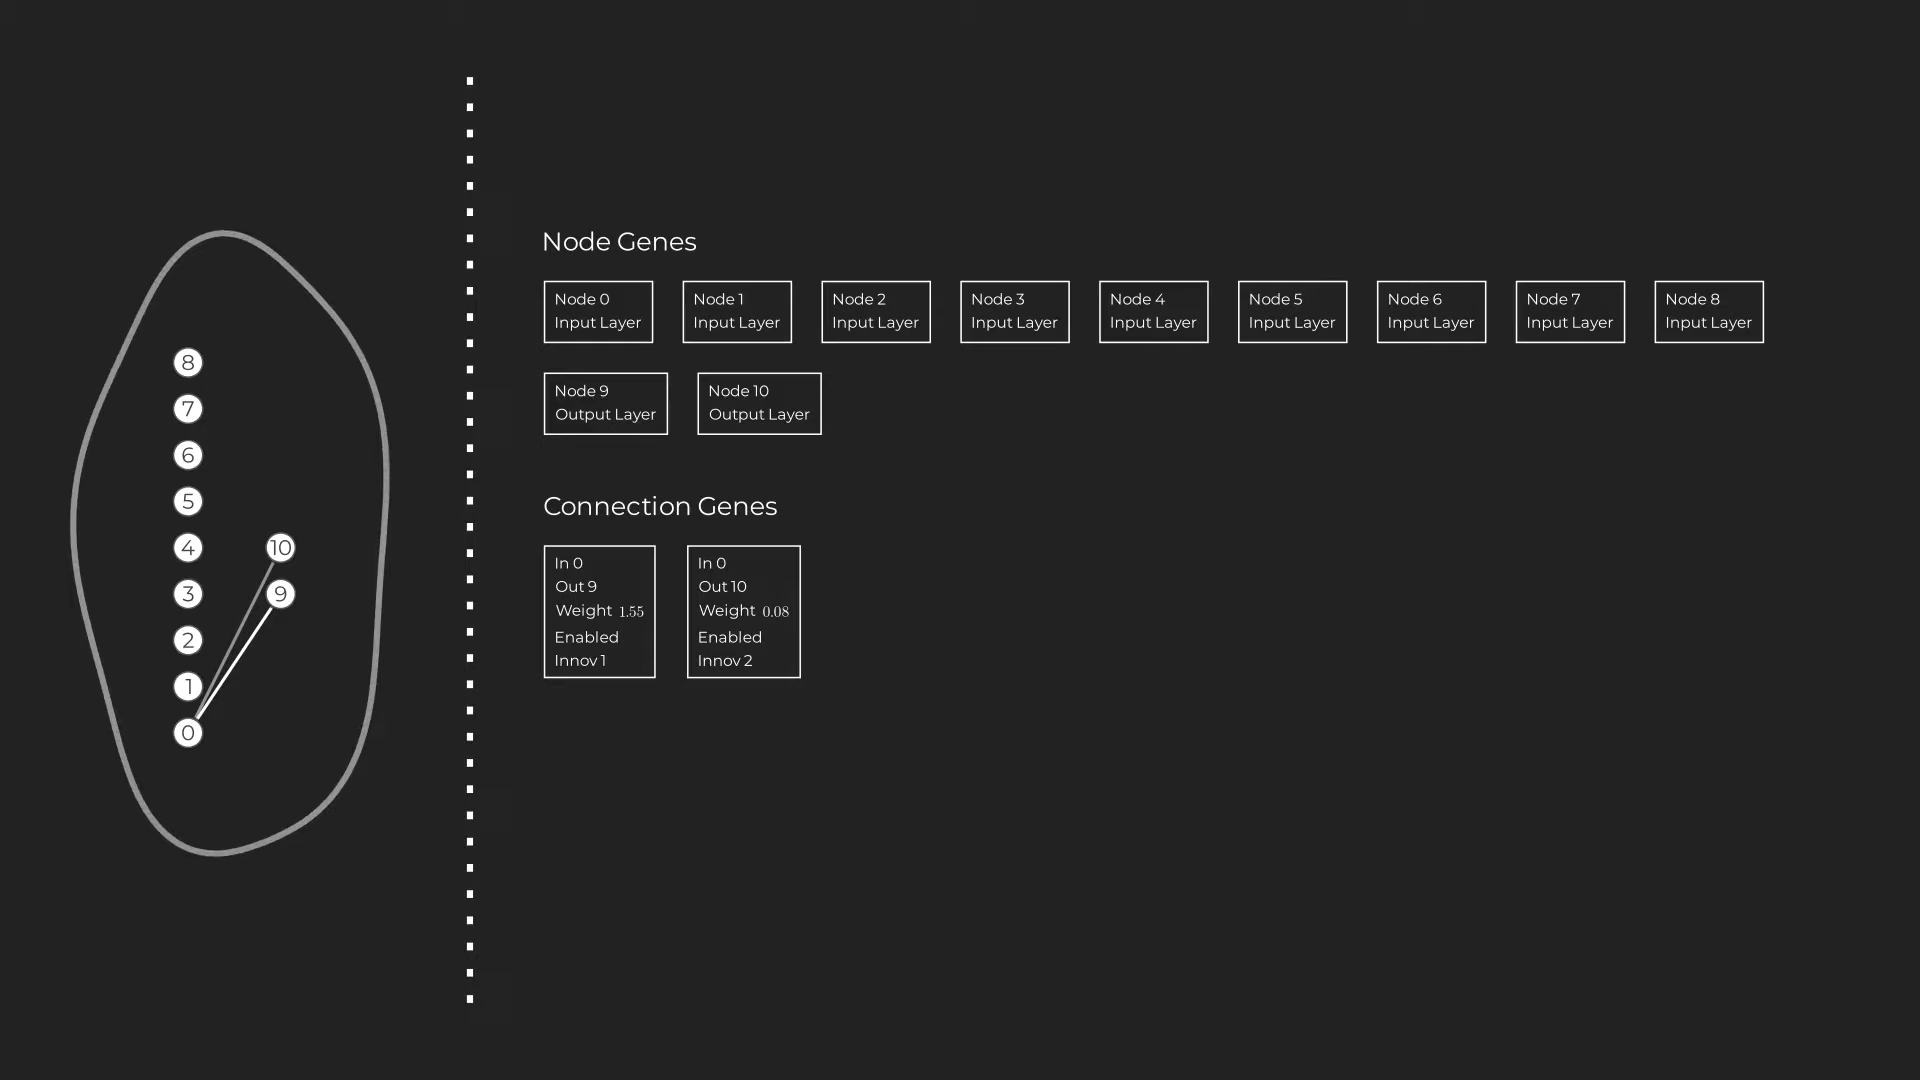 8
7
6
5
4
10
3
9
2
1
0
Node Genes
Node 0
Input Layer
Node 1
Input Layer
Node 2
Input Layer
Node 3
Input Layer
Node 4
Input Layer
Node 5
Input Layer
Node 6
Input Layer
Node 7
Input Layer
Node 8
Input Layer
Node 9
Output Layer
Node 10
Output Layer
Connection Genes
In 0
Out 9
Weight 1.55
Enabled
Innov 1
In 0
Out 10
Weight 0.08
Enabled
Innov 2